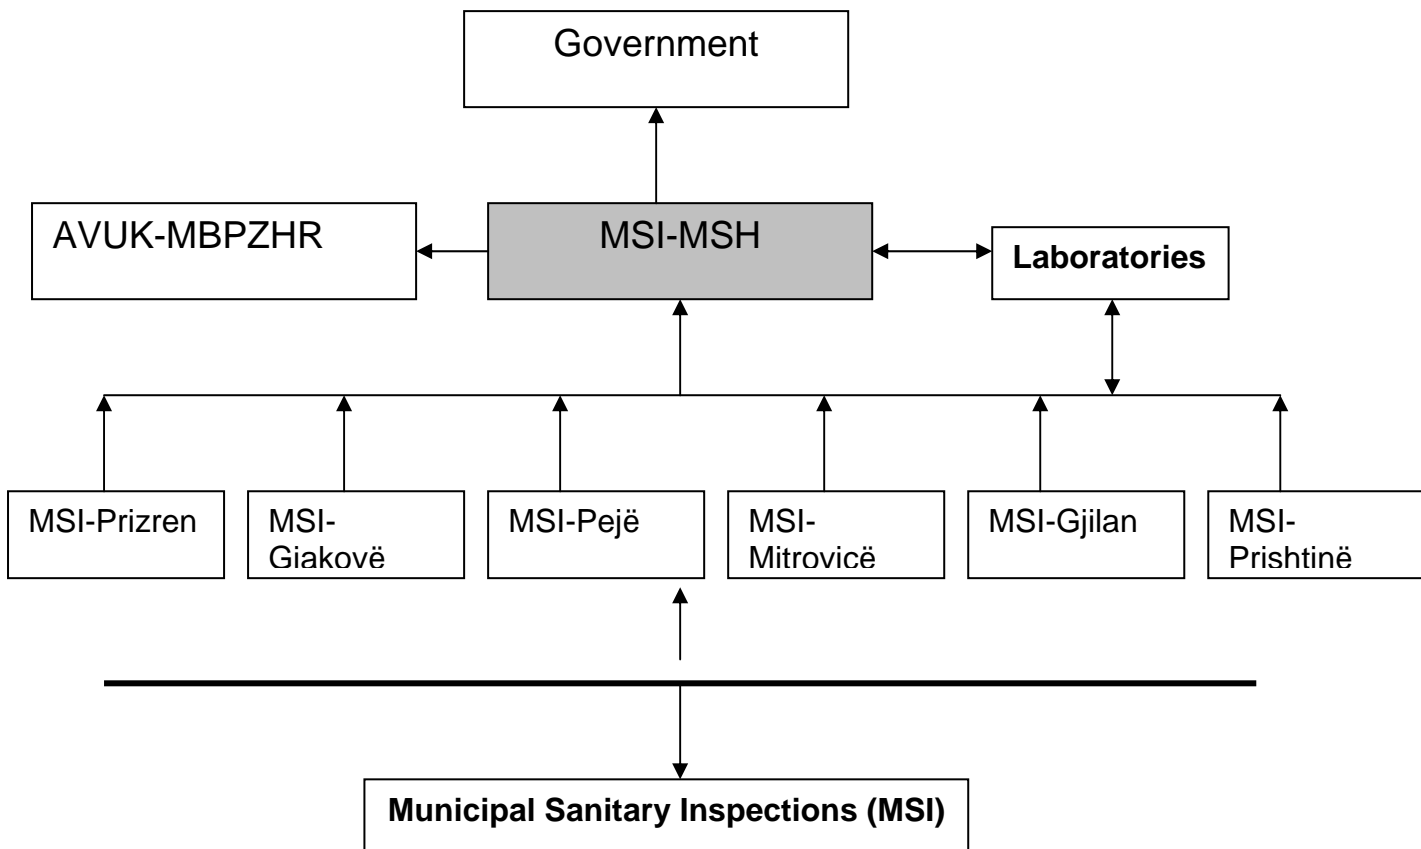 Government
AVUK-MBPZHR
MSI-MSH
Laboratories
MSI-Prizren
MSI-
Gjakovë
MSI-Pejë
MSI-
Mitrovicë
MSI-Gjilan
MSI-
Prishtinë
Municipal Sanitary Inspections (MSI)